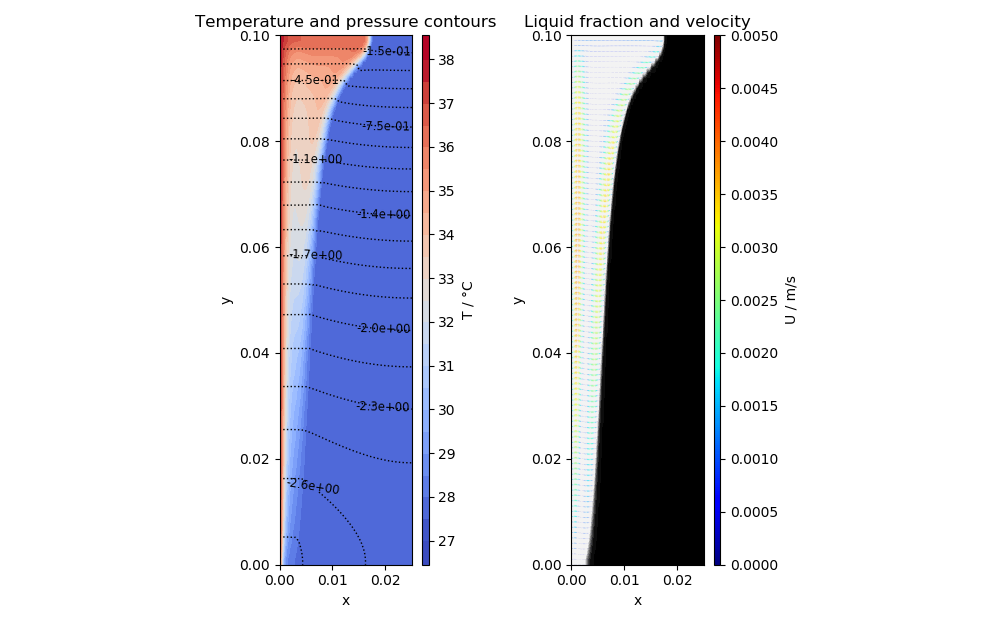 Temperature and pressure contours
0.10
0.08
0.06
0.04
0.02
0.00
y
0.00
0.01
0.02
x
-1.5e-01
-4.5e-01
-7.5e-01
-1.1e+00
-1.4e+00
-1.7e+00
-2.0e+00
-2.3e+00
-2.6e+00
38
37
36
35
34
33
32
31
30
29
28
27
T / °C
Liquid fraction and velocity
0.10
0.08
0.06
0.04
0.02
0.00
y
0.00
0.01
0.02
x
0.0050
0.0045
0.0040
0.0035
0.0030
0.0025
0.0020
0.0015
0.0010
0.0005
0.0000
U / m/s